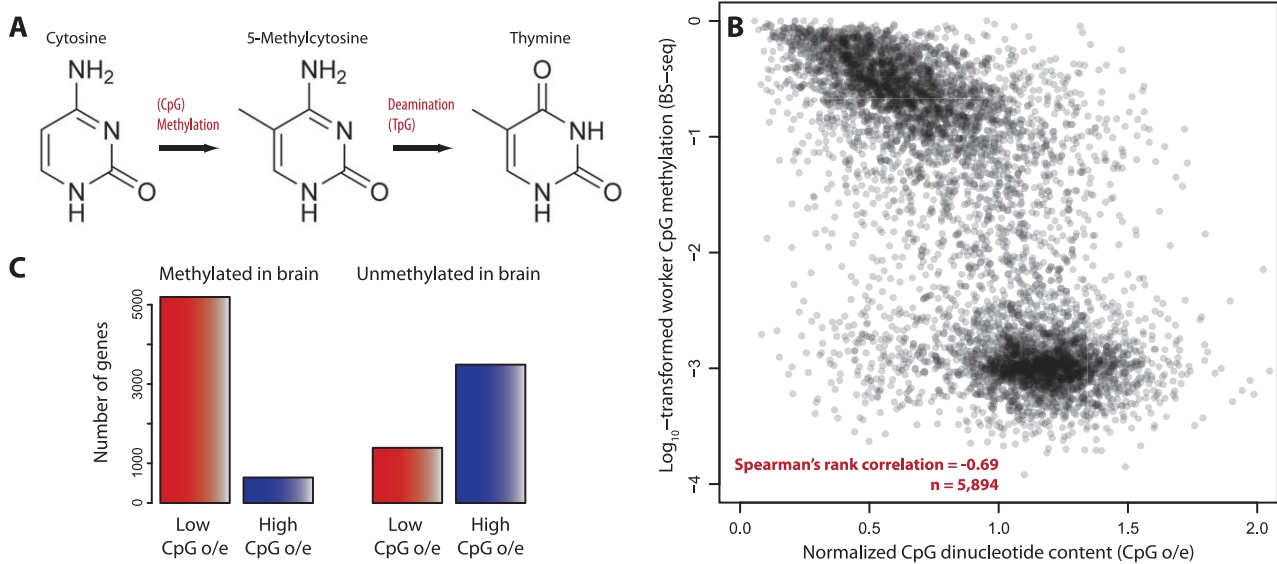 A
Cytosine
5-Methylcytosine
Thymine
NH2
N
N
H
O
(CpG)
Methylation
NH2
N
N
H
O
Deamination
(TpG)
O
NH
N
H
O
B
Log10−transformed worker CpG methylation (BS−seq)
0
−1
−2
−3
−4
Spearman's rank correlation = -0.69
n = 5,894
0.0 0.5 1.0 1.5 2.0
Normalized CpG dinucleotide content (CpG o/e)
C
Methylated in brain
Unmethylated in brain
Number of genes
5000
3000
1000
0
Low
CpG o/e
High
CpG o/e
Low
CpG o/e
High
CpG o/e